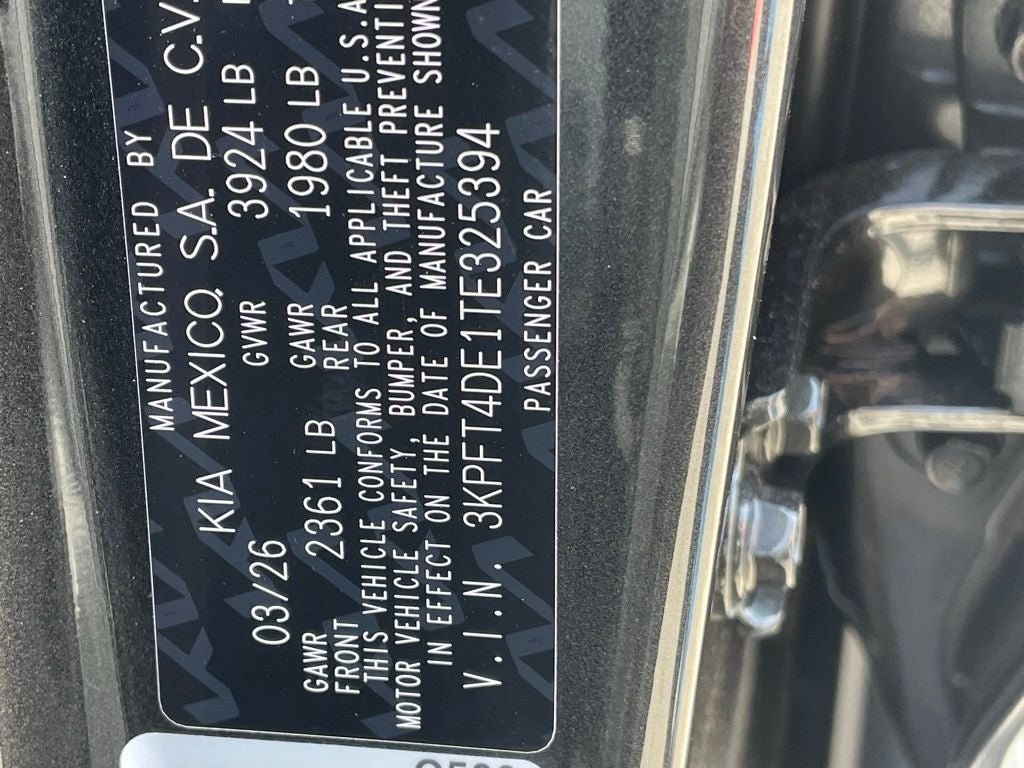 MANUFACTURED BY
KIA MEXICO, S.A. DE C.V.
03/26 GVWR 3924 LB
GAWR FRONT 2361 LB GAWR REAR 1980 LB
THIS VEHICLE CONFORMS TO ALL APPLICABLE U.S.A
MOTOR VEHICLE SAFETY, BUMPER, AND THEFT PREVENTI
IN EFFECT ON THE DATE OF MANUFACTURE SHOWN
V.I.N. 3KPFT4DE1TE325394
PASSENGER CAR